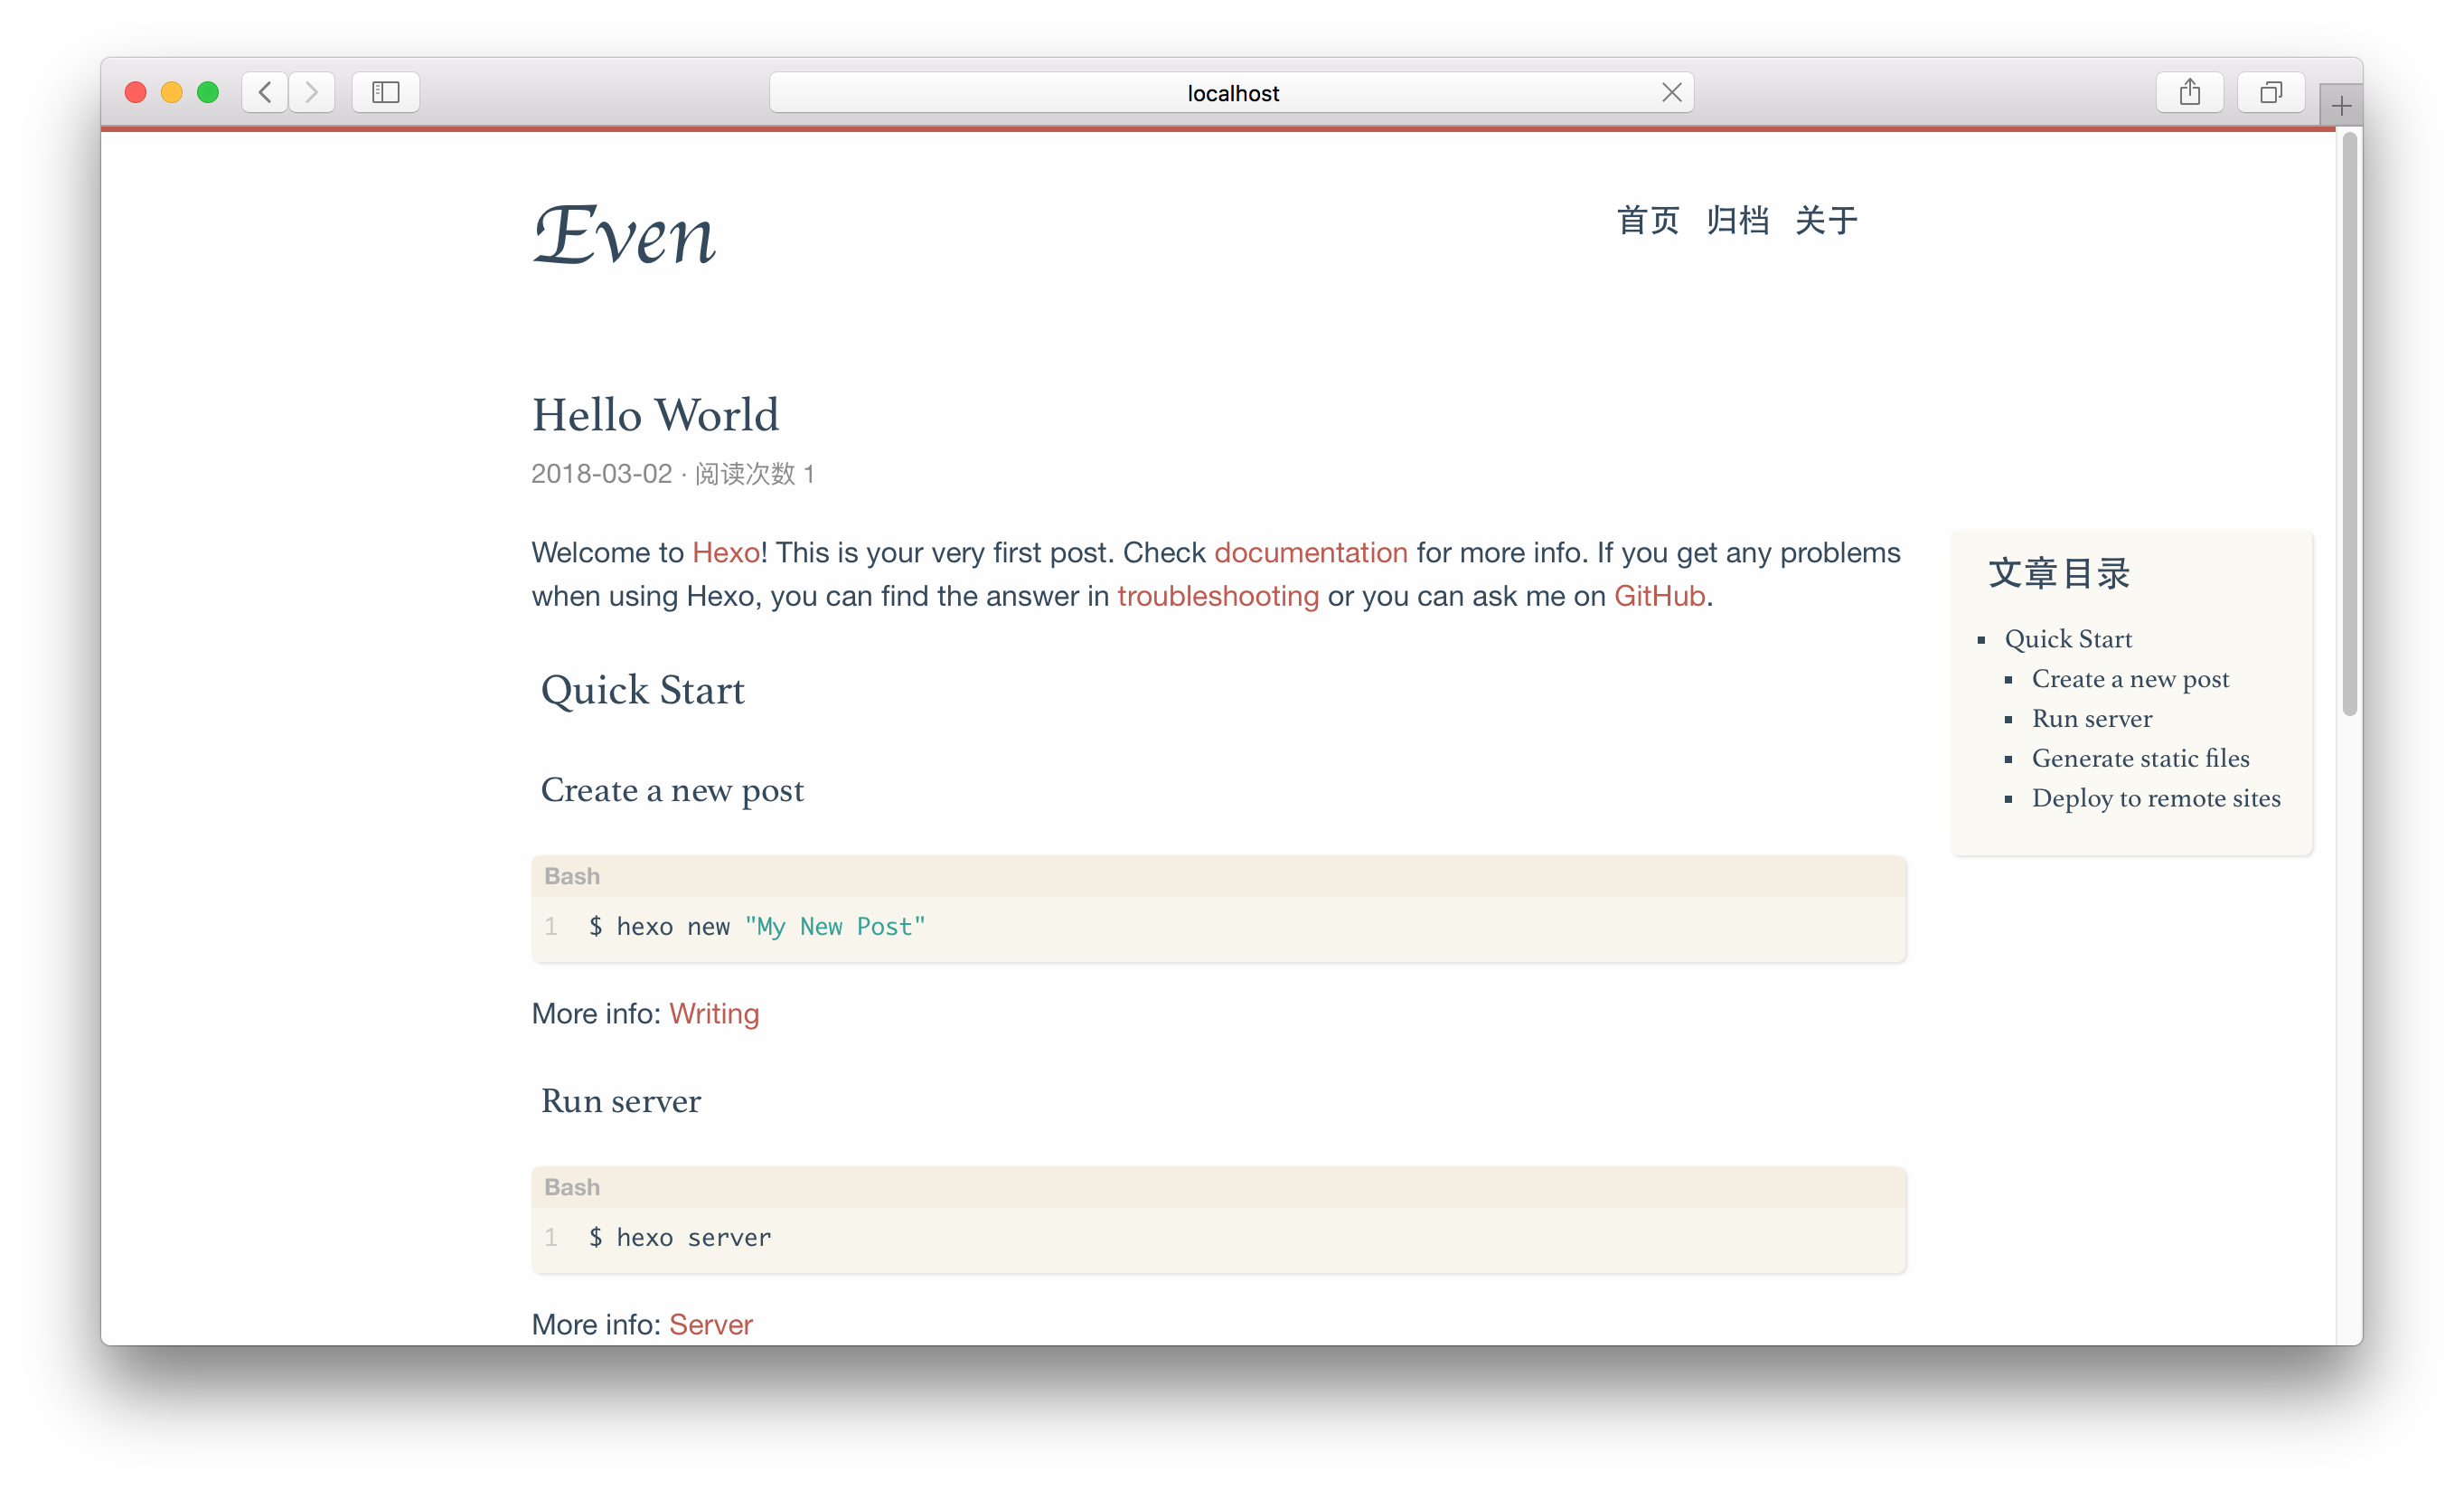 localhost
Even
首页 归档 关于
Hello World
2018-03-02 · 阅读次数 1
Welcome to Hexo! This is your very first post. Check documentation for more info. If you get any problems
when using Hexo, you can find the answer in troubleshooting or you can ask me on GitHub.
Quick Start
Create a new post
Bash
1 $ hexo new "My New Post"
More info: Writing
Run server
Bash
1 $ hexo server
More info: Server
文章目录
Quick Start
Create a new post
Run server
Generate static files
Deploy to remote sites